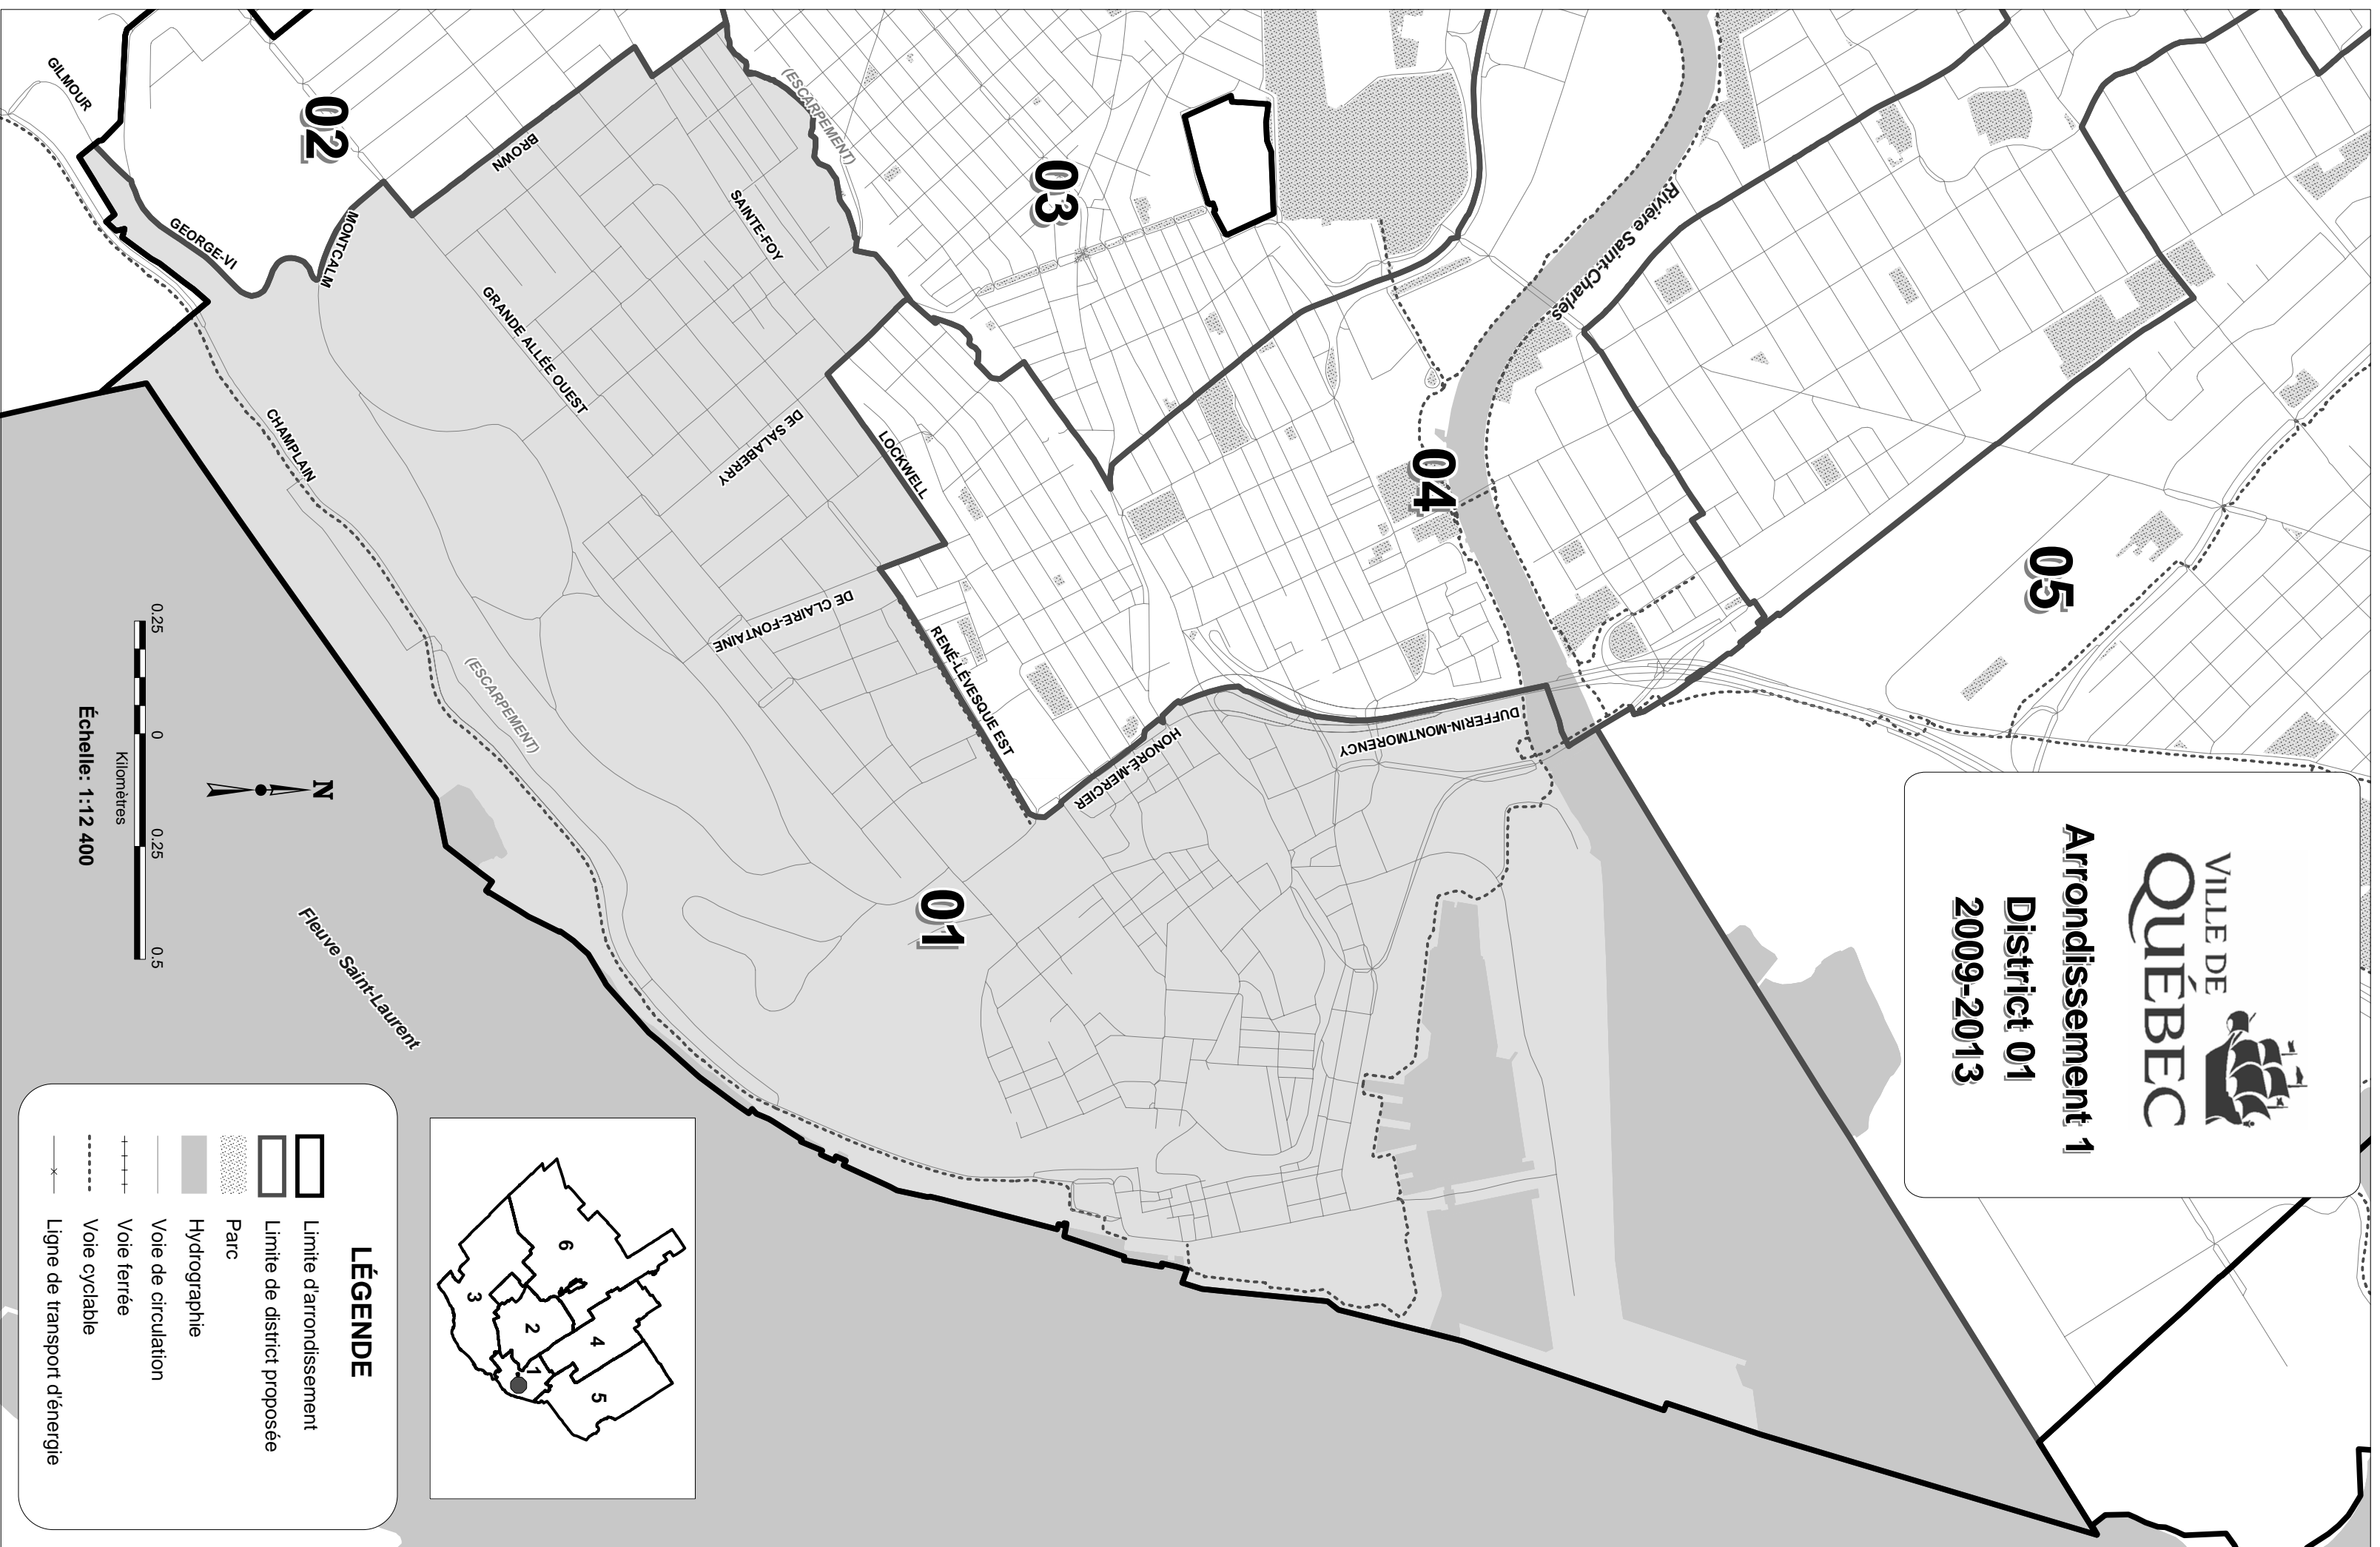 VILLE DE
QUÉBEC
Arrondissement 1
District 01
2009-2013
05
04
03
02
01
Rivière Saint-Charles
(ESCARPEMENT)
SAINTE-FOY
BROWN
GILMOUR
GEORGE-VI
MONTCALM
GRANDE ALLÉE OUEST
DE SALABERRY
LOCKWELL
DE CLAIRE-FONTAINE
RENÉ-LÉVESQUE EST
HONORÉ-MERCIER
DUFFERIN-MONTMORENCY
CHAMPLAIN
(ESCARPEMENT)
Fleuve Saint-Laurent
N
0.25 0 0.25 0.5
Kilomètres
Échelle: 1:12 400
6
3
2
4
1
5
LÉGENDE
Limite d'arrondissement
Limite de district proposée
Parc
Hydrographie
Voie de circulation
Voie ferrée
Voie cyclable
Ligne de transport d'énergie